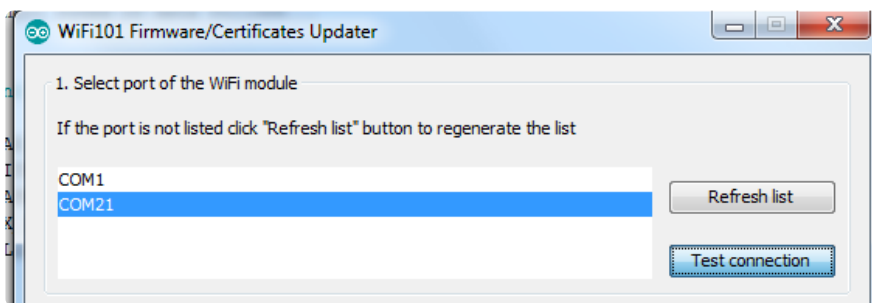 WiFi101 Firmware/Certificates Updater
1. Select port of the WiFi module
If the port is not listed click "Refresh list" button to regenerate the list
COM1
COM21
Refresh list
Test connection